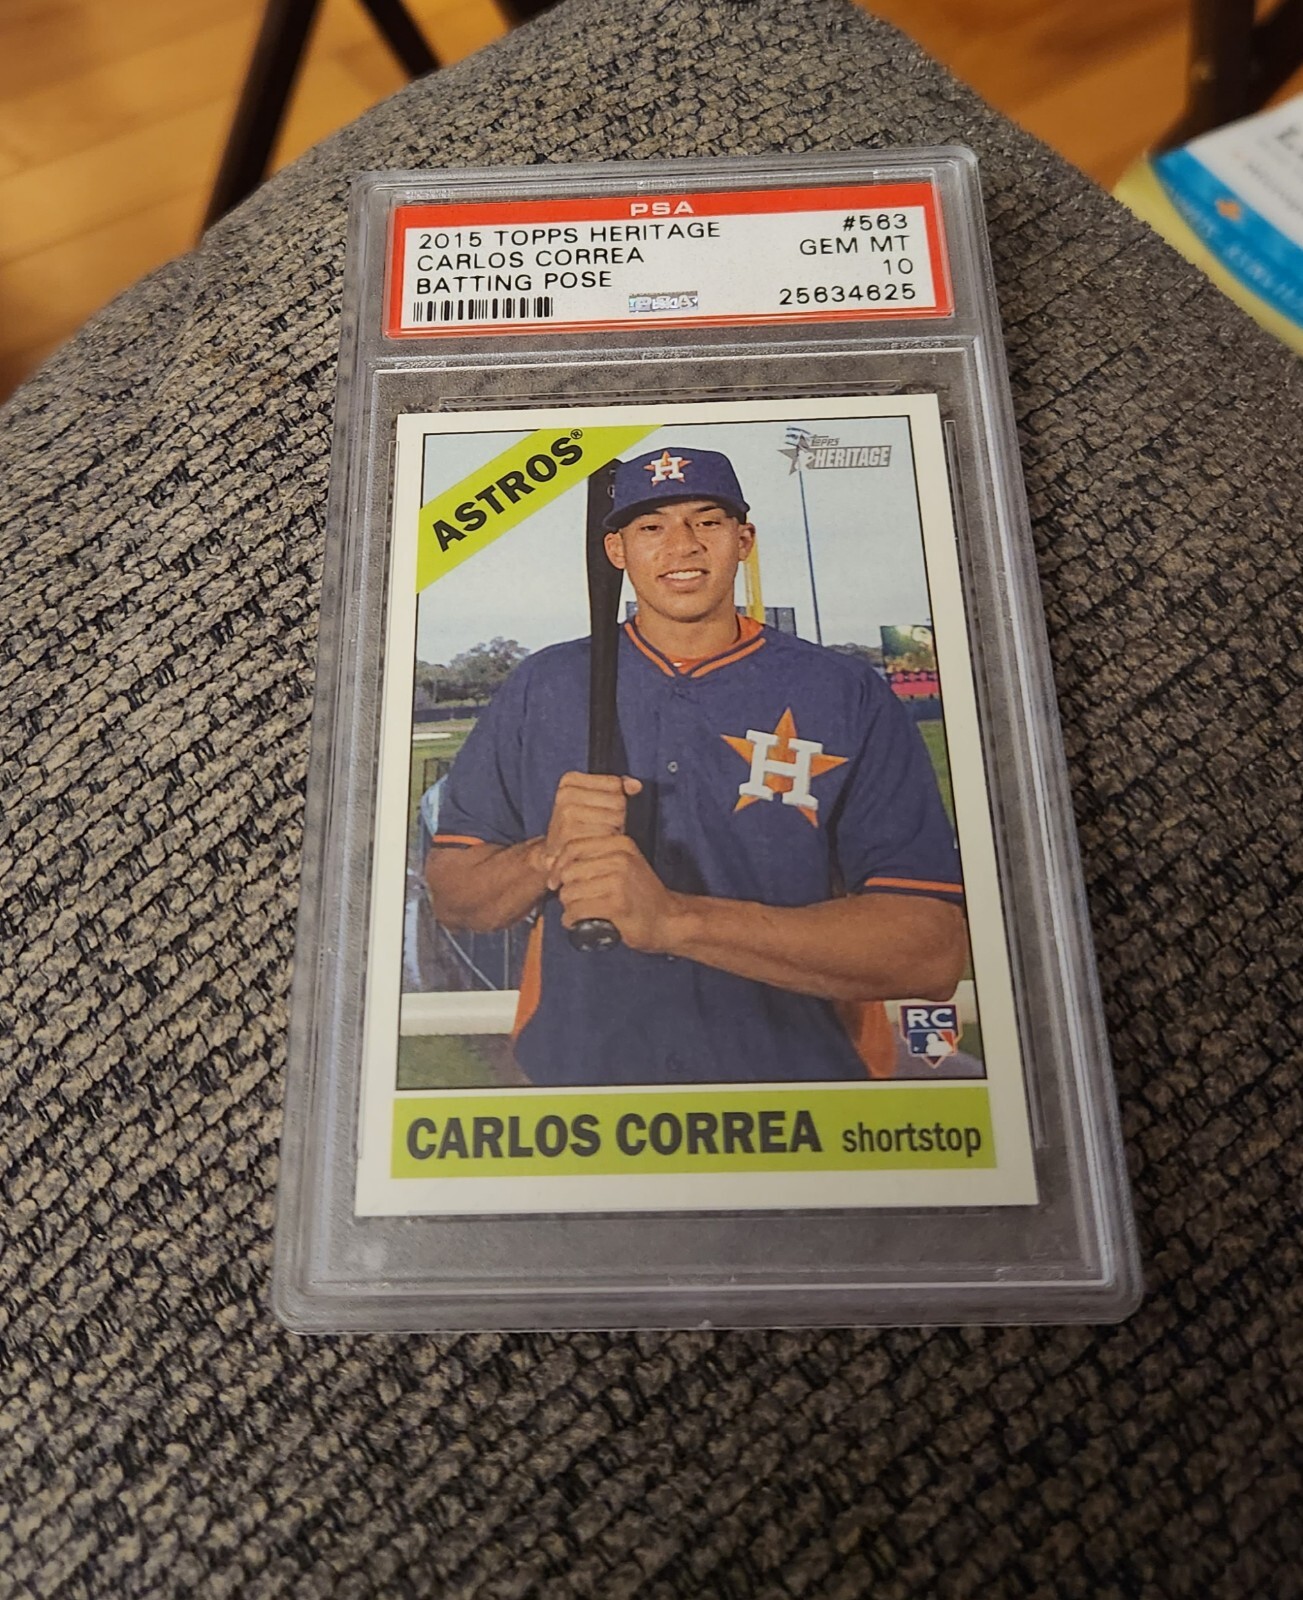 PSA
2015 TOPPS HERITAGE #563
CARLOS CORREA GEM MT
BATTING POSE 10
25634625
ASTROS®
TOPPS
HERITAGE
H
H
RC
CARLOS CORREA shortstop